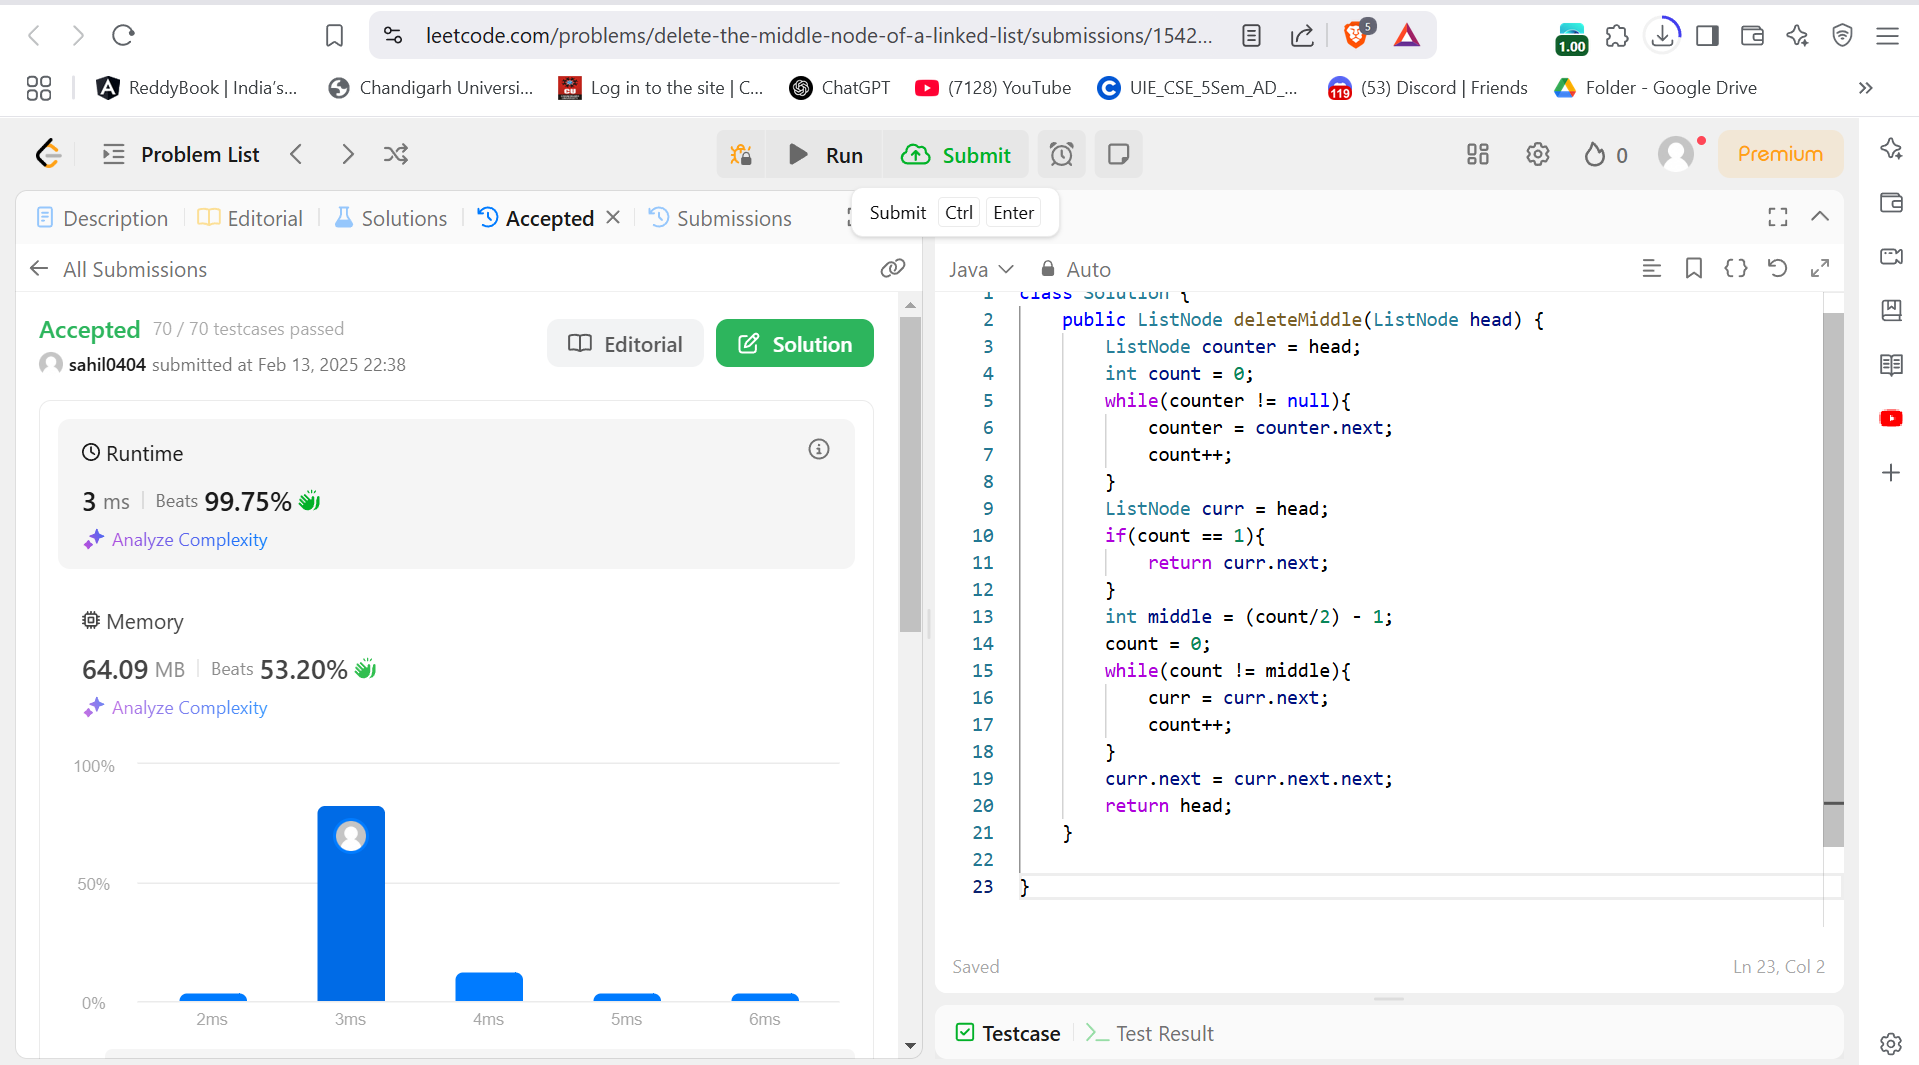 leetcode.com/problems/delete-the-middle-node-of-a-linked-list/submissions/1542...
5
1.00
ReddyBook | India's...
Chandigarh Universi...
Log in to the site | C...
ChatGPT
(7128) YouTube
UIE_CSE_5Sem_AD_...
119
(53) Discord | Friends
Folder - Google Drive
Problem List
Run
Submit
0
Premium
Description
Editorial
Solutions
Accepted
Submissions
Submit Ctrl Enter
All Submissions
Java
Auto
Accepted 70 / 70 testcases passed
sahil0404 submitted at Feb 13, 2025 22:38
Editorial
Solution
Runtime
3 ms
Beats 99.75%
Analyze Complexity
Memory
64.09 MB
Beats 53.20%
Analyze Complexity
100%
50%
0%
2ms
3ms
4ms
5ms
6ms
1 class Solution {
2 public ListNode deleteMiddle(ListNode head) {
3 ListNode counter = head;
4 int count = 0;
5 while(counter != null){
6 counter = counter.next;
7 count++;
8 }
9 ListNode curr = head;
10 if(count == 1){
11 return curr.next;
12 }
13 int middle = (count/2) - 1;
14 count = 0;
15 while(count != middle){
16 curr = curr.next;
17 count++;
18 }
19 curr.next = curr.next.next;
20 return head;
21 }
22
23 }
Saved
Ln 23, Col 2
Testcase
Test Result